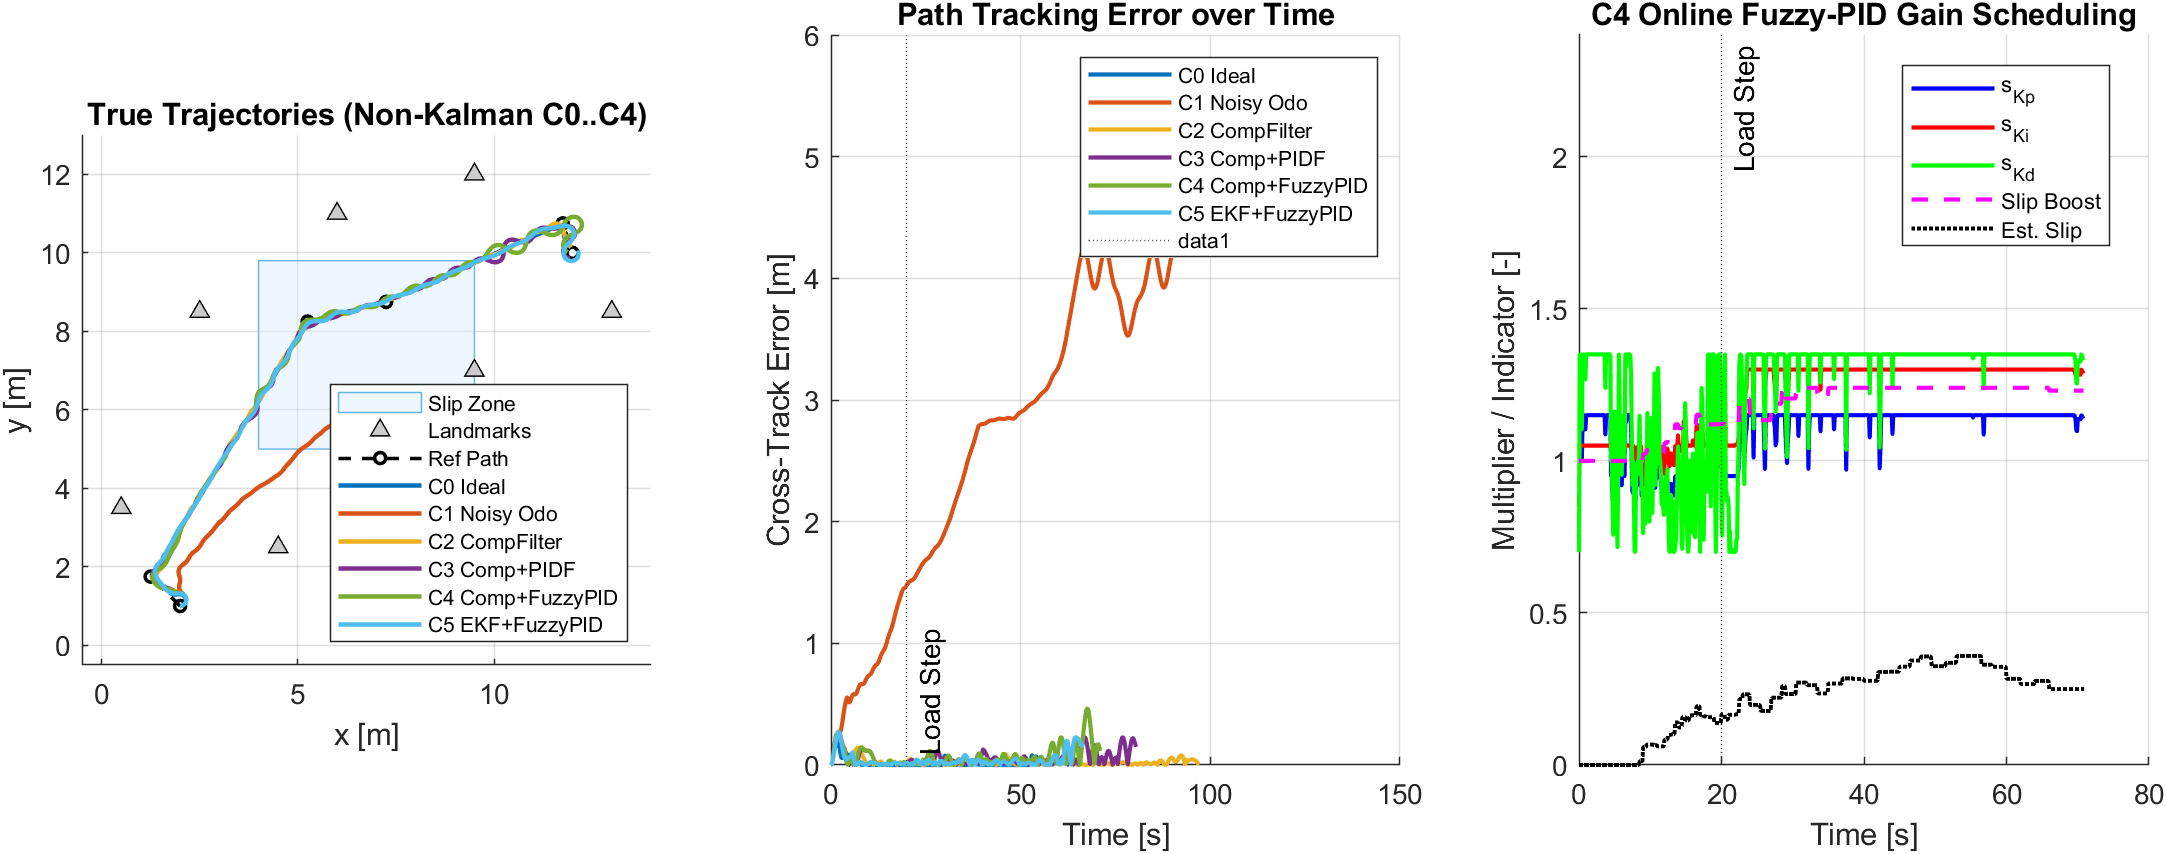 True Trajectories (Non-Kalman C0..C4)
12
10
8
6
4
2
0
0
5
10
y [m]
x [m]
Slip Zone
Landmarks
Ref Path
C0 Ideal
C1 Noisy Odo
C2 CompFilter
C3 Comp+PIDF
C4 Comp+FuzzyPID
C5 EKF+FuzzyPID
Path Tracking Error over Time
6
5
4
3
2
1
0
0
50
100
150
Cross-Track Error [m]
Time [s]
Load Step
C0 Ideal
C1 Noisy Odo
C2 CompFilter
C3 Comp+PIDF
C4 Comp+FuzzyPID
C5 EKF+FuzzyPID
data1
C4 Online Fuzzy-PID Gain Scheduling
2
1.5
1
0.5
0
0
20
40
60
80
Multiplier / Indicator [-]
Time [s]
Load Step
sKp
sKi
sKd
Slip Boost
Est. Slip